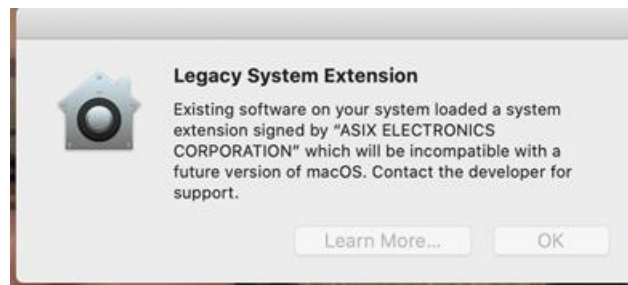 Legacy System Extension
Existing software on your system loaded a system
extension signed by "ASIX ELECTRONICS
CORPORATION" which will be incompatible with a
future version of macOS. Contact the developer for
support.
Learn More...
OK